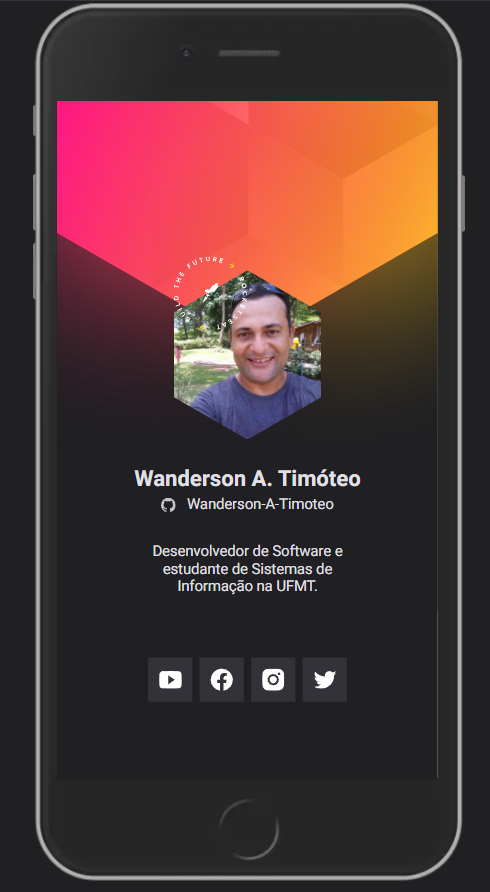 BUILD THE FUTURE
ROCKETSEAT
Wanderson A. Timóteo
Wanderson-A-Timoteo
Desenvolvedor de Software e
estudante de Sistemas de
Informação na UFMT.